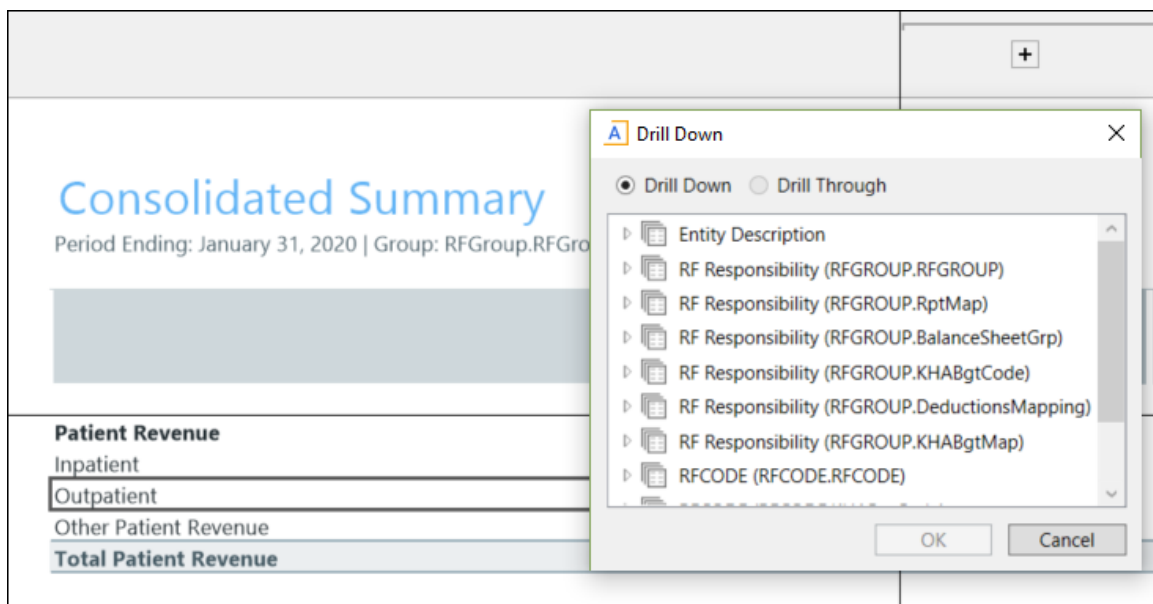 +
A Drill Down
Drill Down Drill Through
Consolidated Summary
Period Ending: January 31, 2020 | Group: RFGroup.RFGro
Entity Description
RF Responsibility (RFGROUP.RFGROUP)
RF Responsibility (RFGROUP.RptMap)
RF Responsibility (RFGROUP.BalanceSheetGrp)
RF Responsibility (RFGROUP.KHABgtCode)
RF Responsibility (RFGROUP.DeductionsMapping)
RF Responsibility (RFGROUP.KHABgtMap)
RFCODE (RFCODE.RFCODE)
OK Cancel
Patient Revenue
Inpatient
Outpatient
Other Patient Revenue
Total Patient Revenue